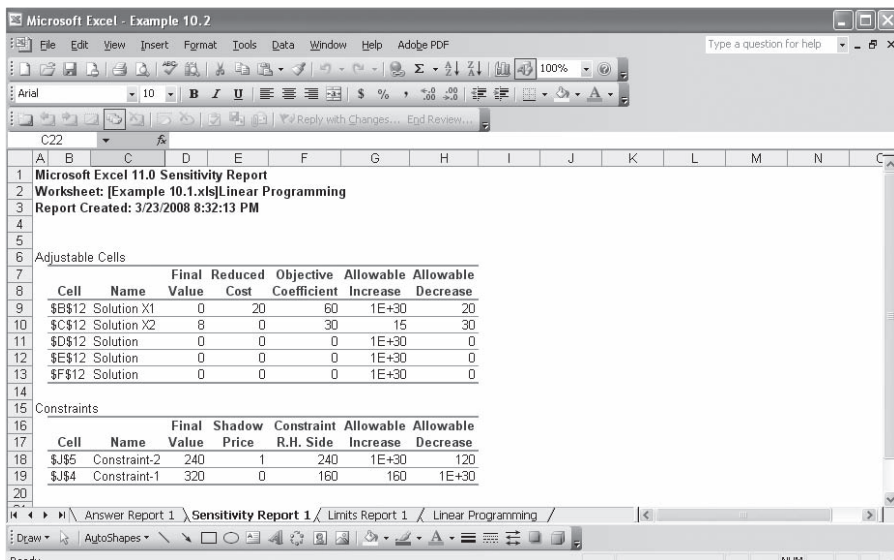 Microsoft Excel - Example 10.2
File Edit View Insert Format Tools Data Window Help Adobe PDF Type a question for help
100%
Arial 10 B I U $ % ,
Reply with Changes... End Review...
C22 fx
A B C D E F G H I J K L M N
1 Microsoft Excel 11.0 Sensitivity Report
2 Worksheet: [Example 10.1.xls]Linear Programming
3 Report Created: 3/23/2008 8:32:13 PM
4
5
6 Adjustable Cells
7 Final Reduced Objective Allowable Allowable
8 Cell Name Value Cost Coefficient Increase Decrease
9 $B$12 Solution X1 0 20 60 1E+30 20
10 $C$12 Solution X2 8 0 30 15 30
11 $D$12 Solution 0 0 0 1E+30 0
12 $E$12 Solution 0 0 0 1E+30 0
13 $F$12 Solution 0 0 0 1E+30 0
14
15 Constraints
16 Final Shadow Constraint Allowable Allowable
17 Cell Name Value Price R.H. Side Increase Decrease
18 $J$5 Constraint-2 240 1 240 1E+30 120
19 $J$4 Constraint-1 320 0 160 160 1E+30
20
Answer Report 1 Sensitivity Report 1 Limits Report 1 Linear Programming
Draw AutoShapes